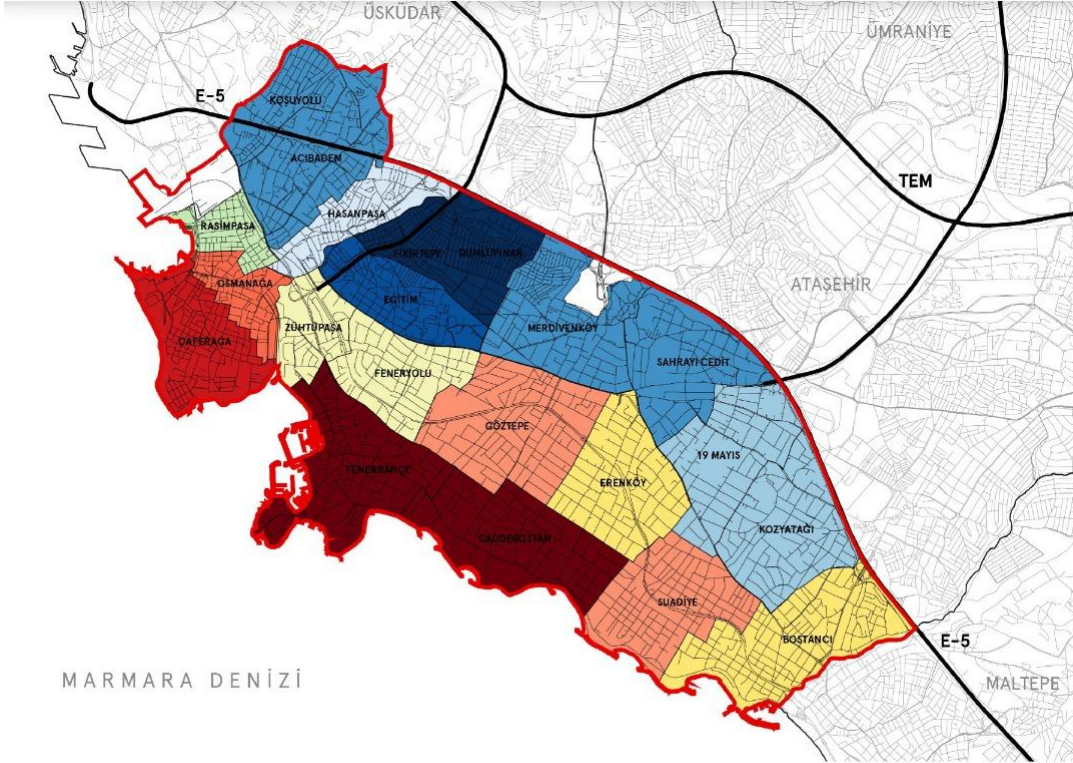 ÜSKÜDAR
ÜMRANİYE
E-5
KOŞUYOLU
ACIBADEM
TEM
HASANPAŞA
RASİMPAŞA
FİKİRTEPE
DUMLUPINAR
OSMANAĞA
EĞİTİM
ATAŞEHİR
ZÜHTÜPAŞA
MERDİVENKÖY
CAFERAĞA
SAHRAYI CEDİT
FENERYOLU
GÖZTEPE
19 MAYIS
FENERBAHÇE
ERENKÖY
KOZYATAĞI
CADDEBOSTAN
SUADİYE
BOSTANCI
E-5
MARMARA DENİZİ
MALTEPE